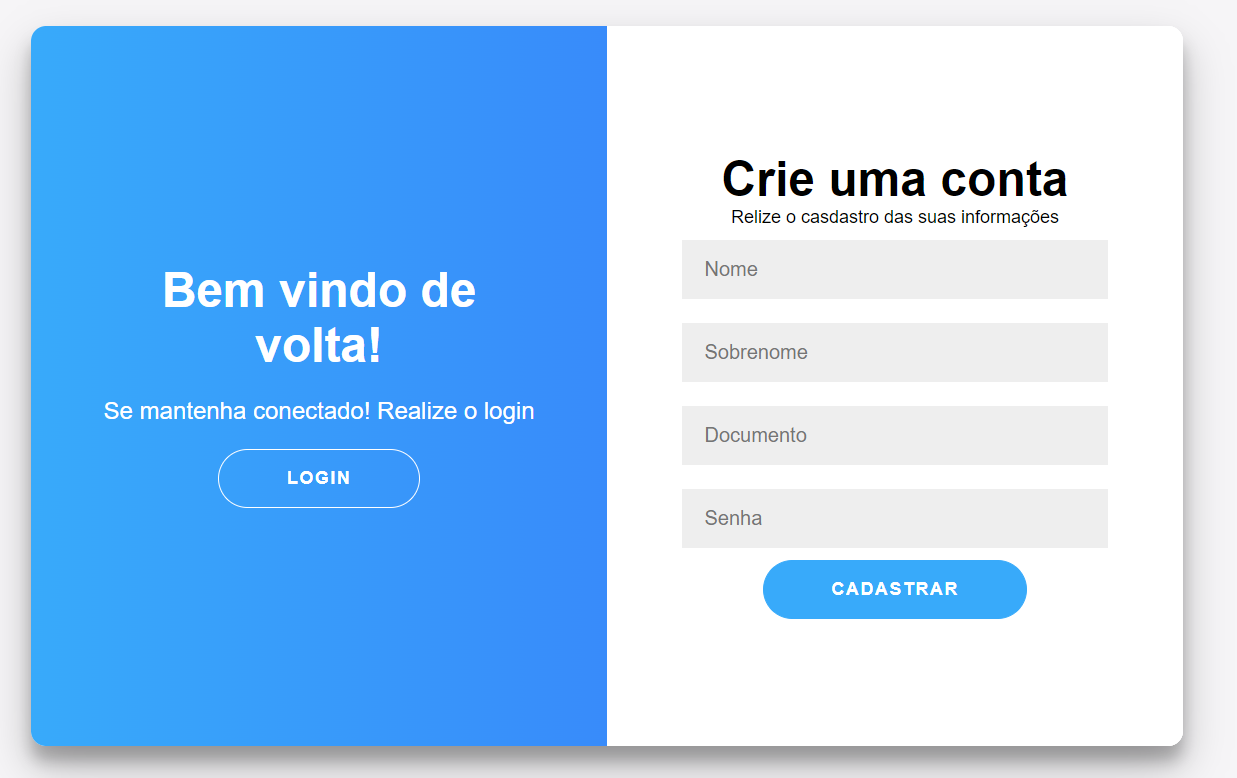 Bem vindo de
volta!
Se mantenha conectado! Realize o login
LOGIN
Crie uma conta
Relize o casdastro das suas informações
Nome
Sobrenome
Documento
Senha
CADASTRAR